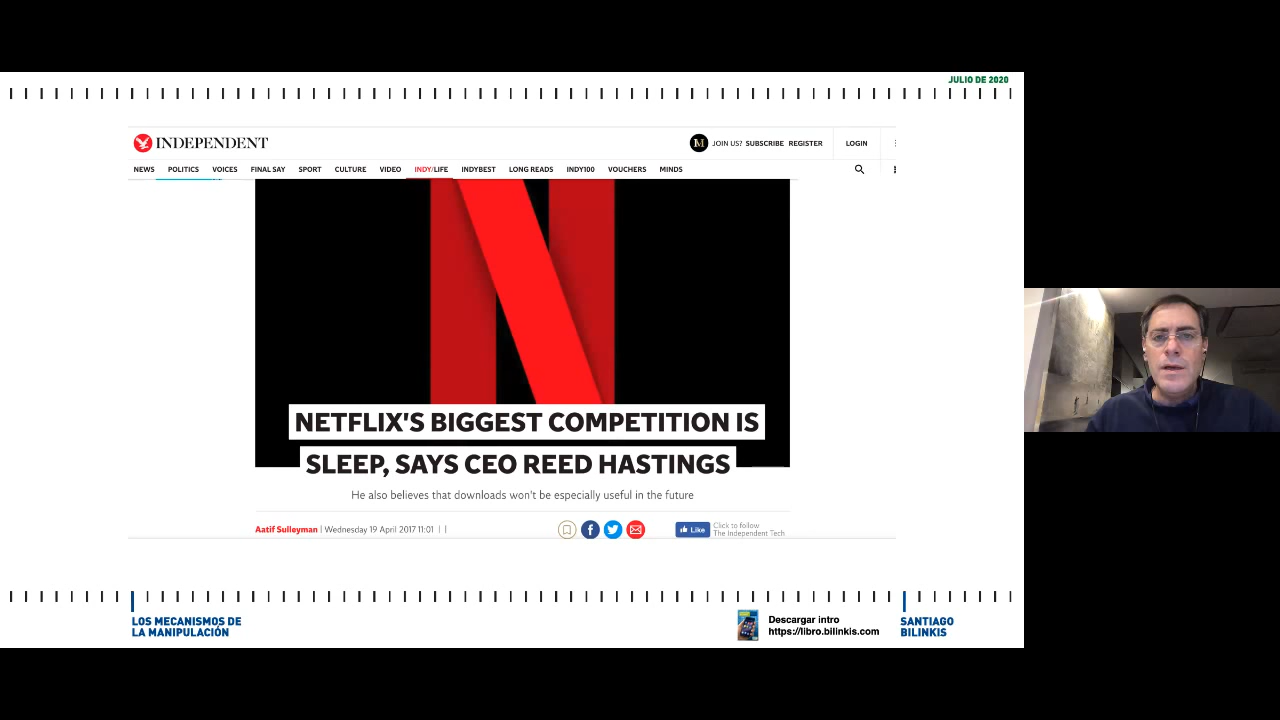 JULIO DE 2020
INDEPENDENT
M JOIN US? SUBSCRIBE REGISTER LOGIN
NEWS POLITICS VOICES FINAL SAY SPORT CULTURE VIDEO INDY/LIFE INDYBEST LONG READS INDY100 VOUCHERS MINDS
NETFLIX'S BIGGEST COMPETITION IS
SLEEP, SAYS CEO REED HASTINGS
He also believes that downloads won't be especially useful in the future
Aatif Sulleyman | Wednesday 19 April 2017 11:01 | |
Like
Click to follow
The Independent Tech
LOS MECANISMOS DE
LA MANIPULACIÓN
Descargar intro
https://libro.bilinkis.com
SANTIAGO
BILINKIS